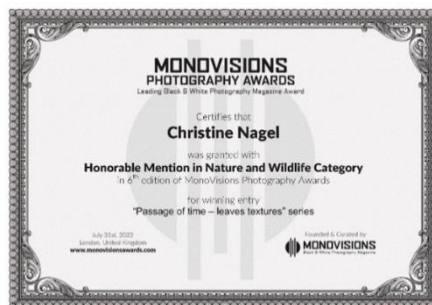 MONOVISIONS
PHOTOGRAPHY AWARDS
Leading Black & White Photography Magazine Award
Certifies that
Christine Nagel
was granted with
Honorable Mention in Nature and Wildlife Category
in 6th edition of MonoVisions Photography Awards
for winning entry
"Passage of time – leaves textures" series
July 31st, 2022
London, United Kingdom
www.monovisionsawards.com
Founded & Curated by
MONOVISIONS
Black & White Photography Magazine